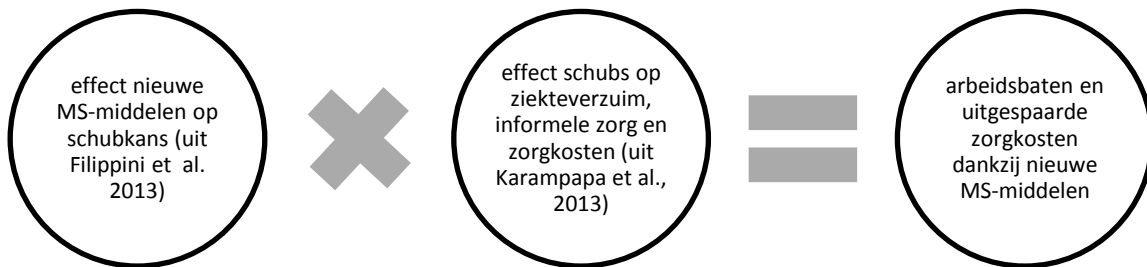 effect nieuwe
MS-middelen op
schubkans (uit
Filippini et al.
2013)
effect schubs op
ziekteverzuim,
informele zorg en
zorgkosten (uit
Karampapa et al.,
2013)
arbeidsbaten en
uitgespaarde
zorgkosten
dankzij nieuwe
MS-middelen